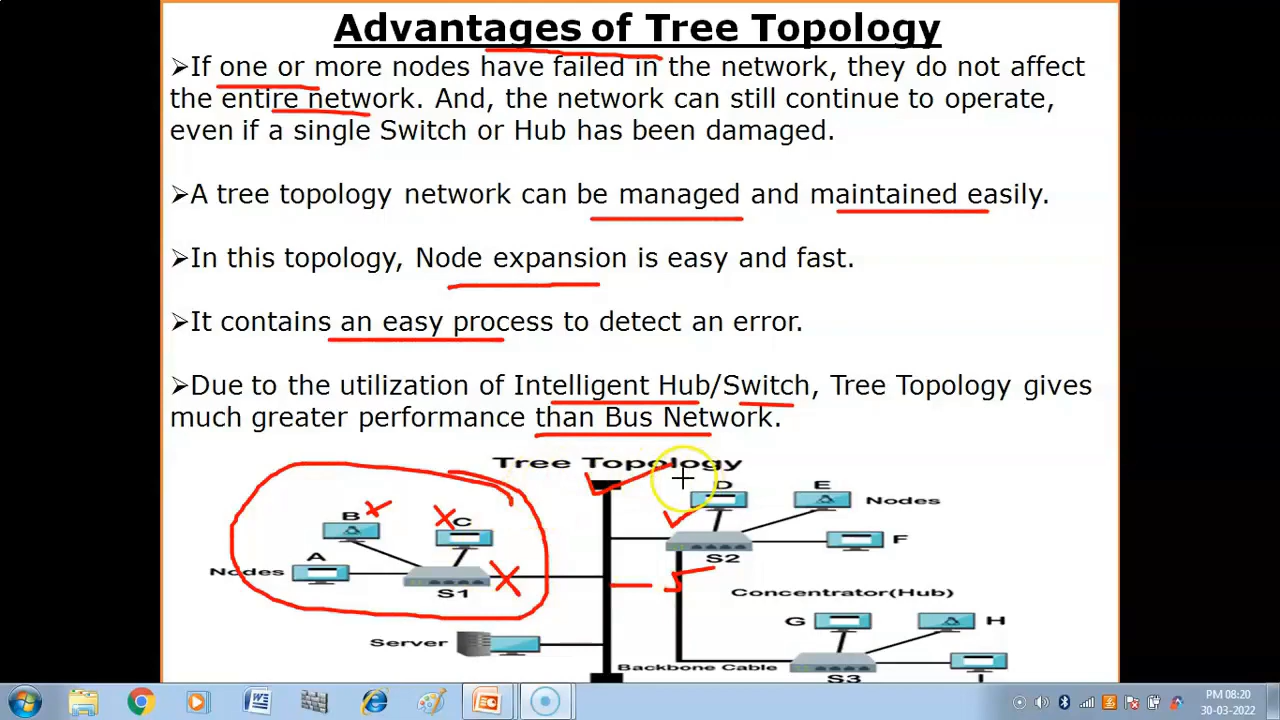 Advantages of Tree Topology
➢If one or more nodes have failed in the network, they do not affect
the entire network. And, the network can still continue to operate,
even if a single Switch or Hub has been damaged.
➢A tree topology network can be managed and maintained easily.
➢In this topology, Node expansion is easy and fast.
➢It contains an easy process to detect an error.
➢Due to the utilization of Intelligent Hub/Switch, Tree Topology gives
much greater performance than Bus Network.
Tree Topology
B
C
A
Nodes
S1
D
E
Nodes
F
S2
Concentrator(Hub)
G
H
Server
Backbone Cable
S3
I
PM 08:20
30-03-2022